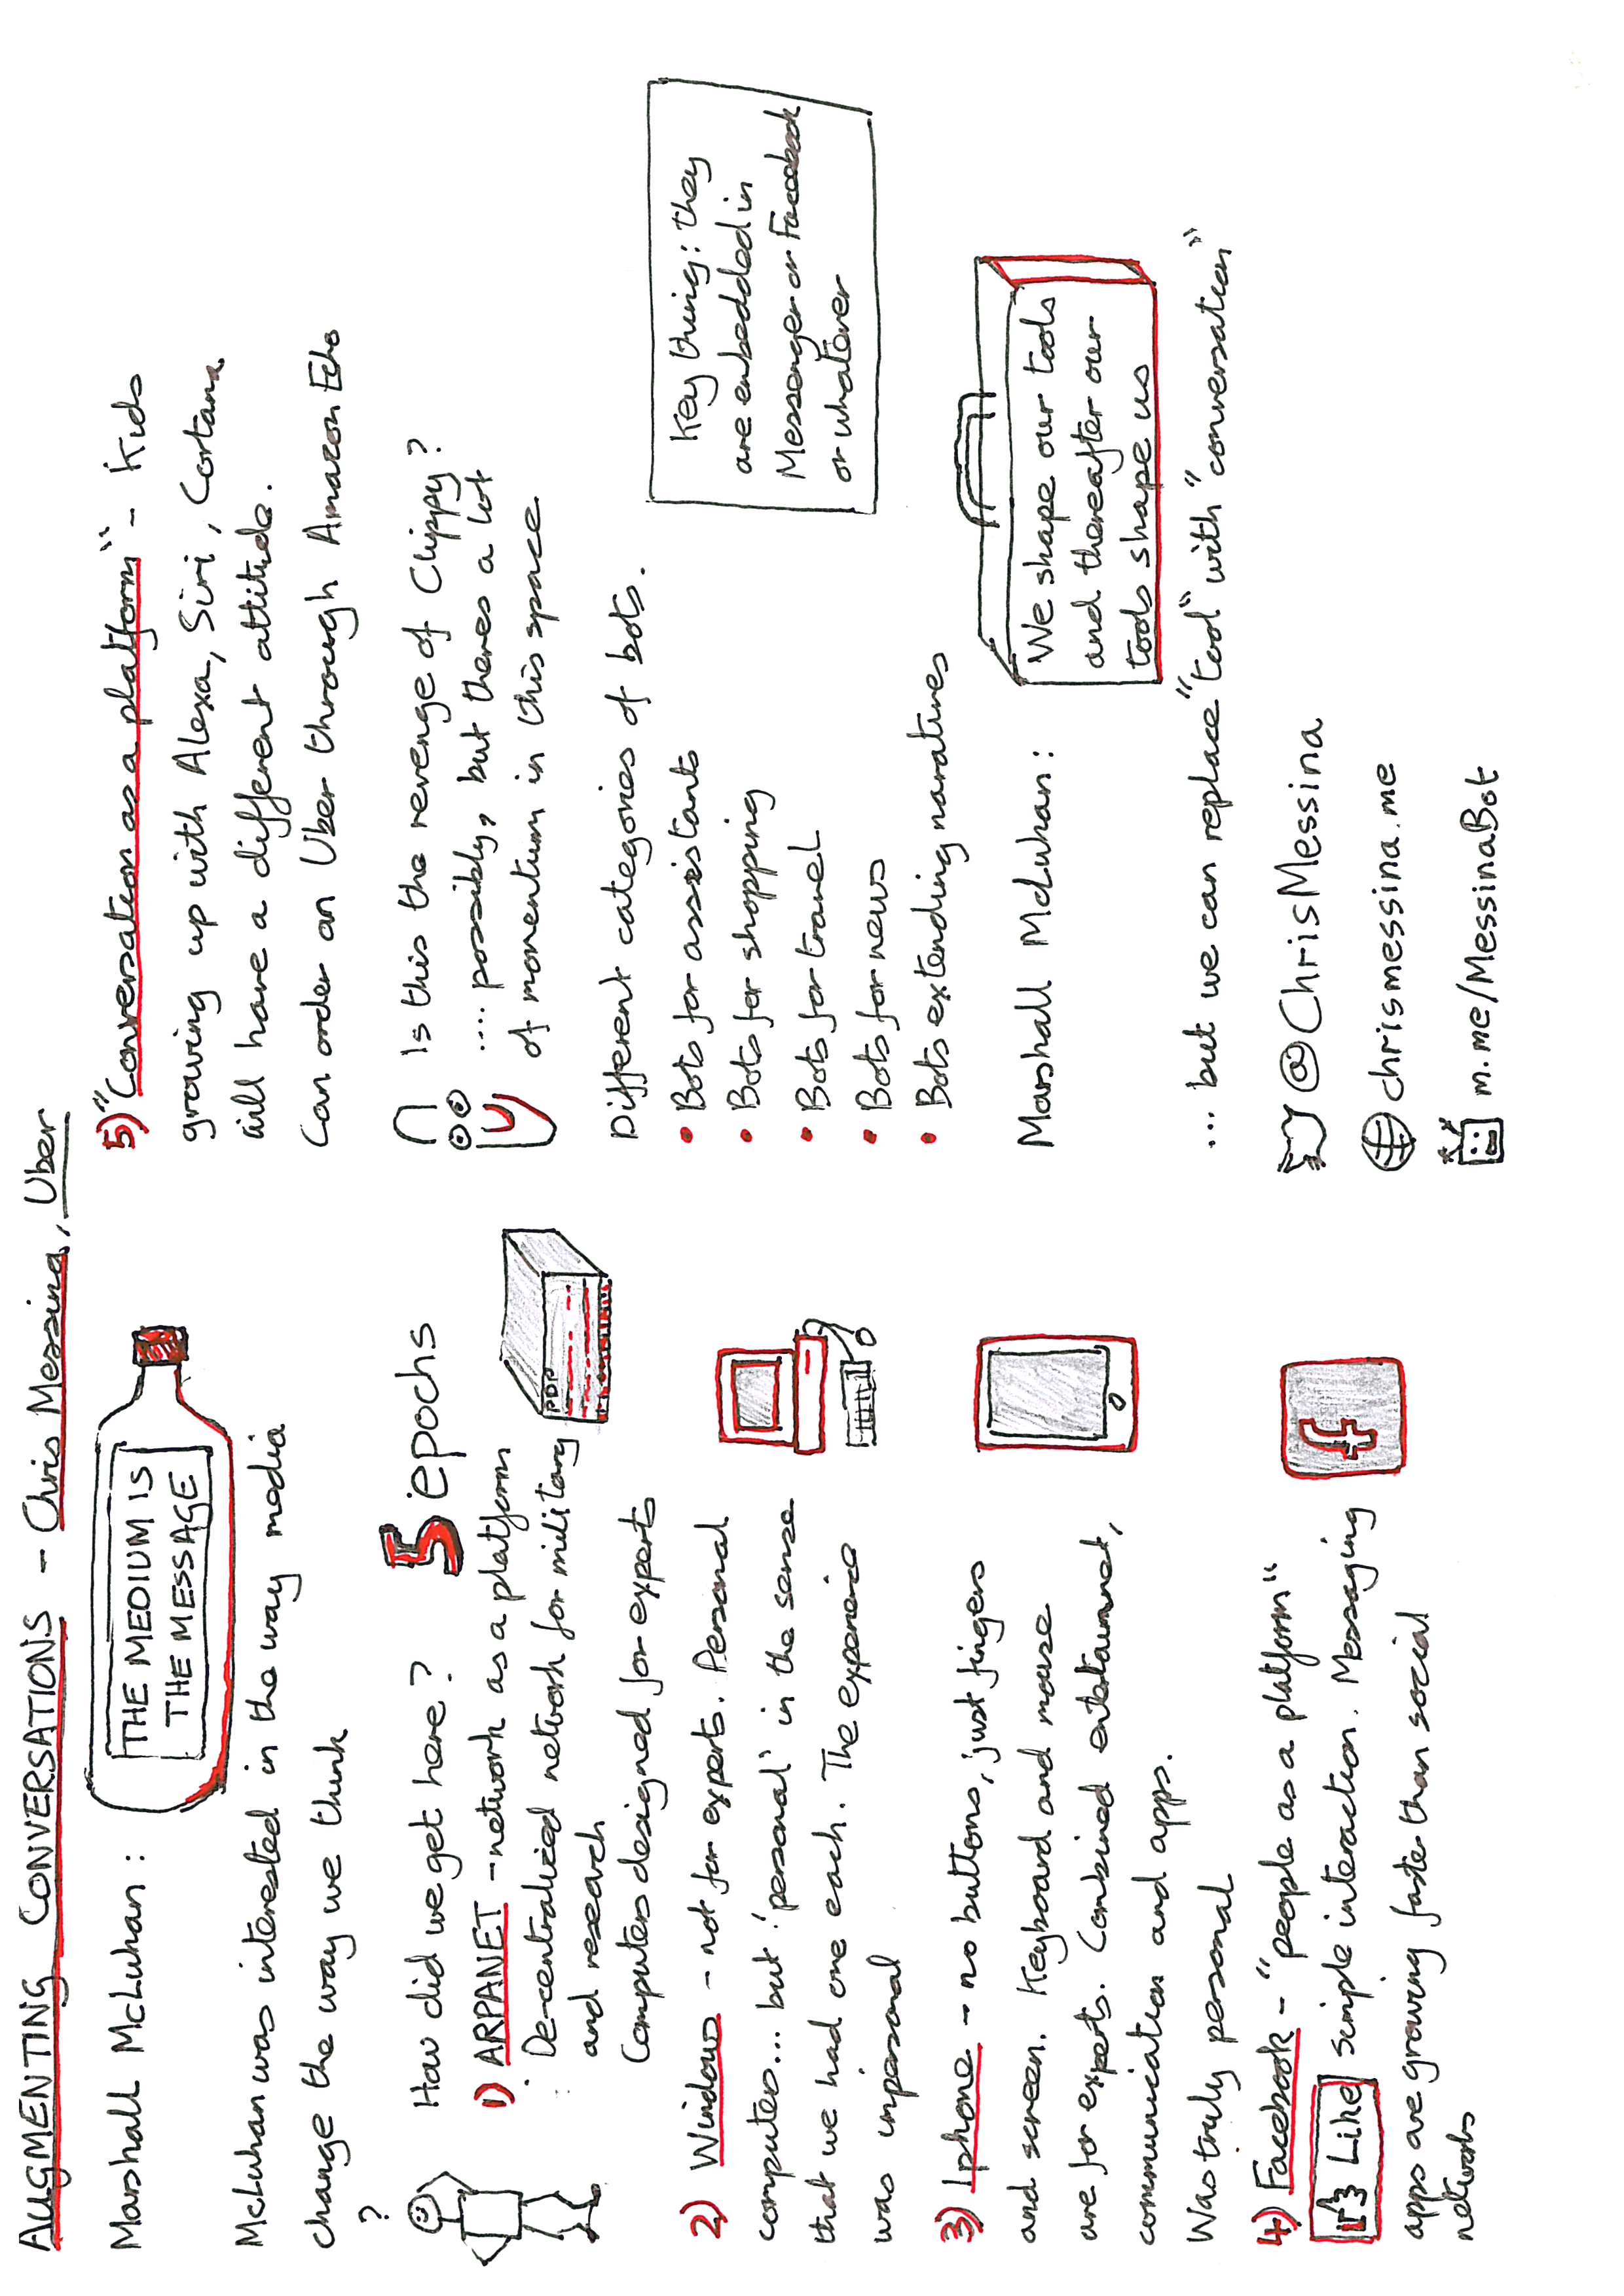 AUGMENTING CONVERSATIONS - Chris Messina, Uber
Marshall McLuhan:
THE MEDIUM IS
THE MESSAGE
McLuhan was interested in the way media
change the way we think
?
How did we get here?
5 epochs
1) ARPANET - network as a platform
De-centralized network for military
and research
Computers designed for experts
PDP
2) Windows - not for experts. Personal
computer... but 'personal' in the sense
that we had one each. The experience
was impersonal
3) Iphone - no buttons, just fingers
and screen. Keyboard and mouse
are for experts. Combined entertainment,
communication and apps.
Was truly personal
4) Facebook - "people as a platform"
Like simple interaction. Messaging
f
apps are growing faster than social
networks
5) "Conversation as a platform" - Kids
growing up with Alexa, Siri, Cortana
will have a different attitude.
Can order an Uber through Amazon Echo
Is this the revenge of Clippy?
.... possibly, but theres a lot
of momentum in this space
Different categories of bots.
• Bots for assistants
• Bots for shopping
• Bots for travel
• Bots for news
• Bots extending naratives
Key thing: they
are embedded in
Messenger or Facebook
or whatever
Marshall McLuhan:
We shape our tools
and thereafter our
tools shape us
... but we can replace "tool" with "conversation"
@ChrisMessina
chrismessina.me
m.me/MessinaBot